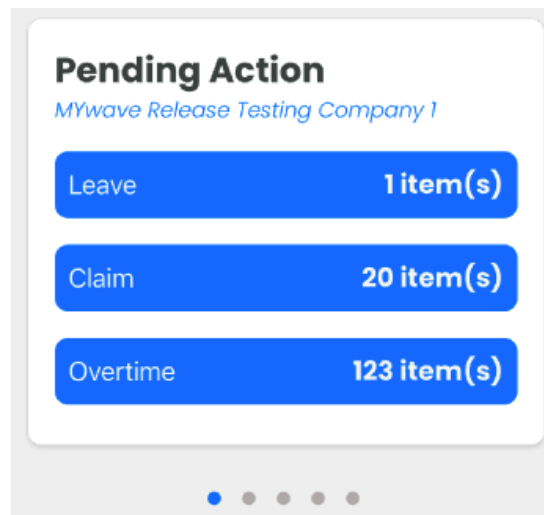 Pending Action
MYwave Release Testing Company 1
Leave 1 item(s)
Claim 20 item(s)
Overtime 123 item(s)